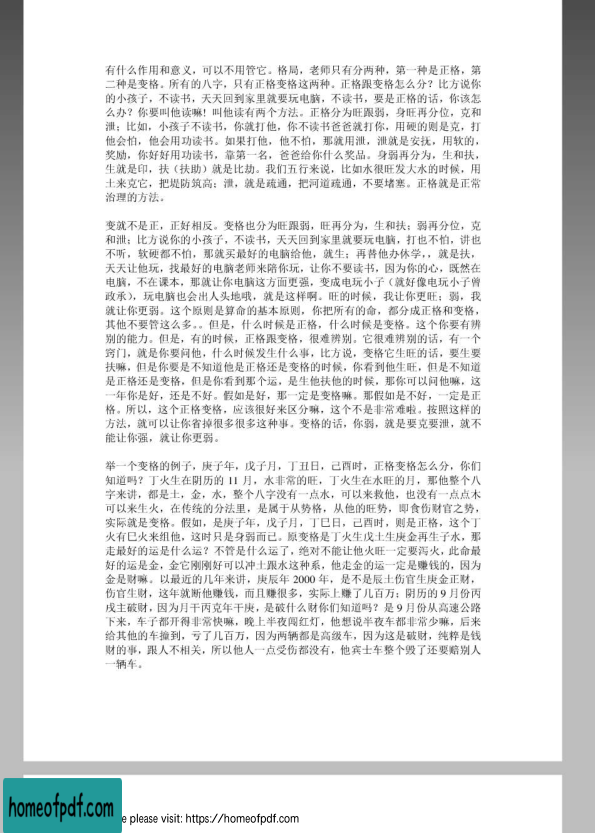 有什么作用和意义，可以不用管它。格局，老师只有分两种，第一种是正格，第
二种是变格。所有的八字，只有正格变格这两种。正格跟变格怎么分？比方说你
的小孩子，不读书，天天回到家里就要玩电脑，不读书，要是正格的话，你该怎
么办？你要叫他读嘛！叫他读有两个方法。正格分为旺跟弱，身旺再分位，克和
泄；比如，小孩子不读书，你就打他，你不读书爸爸就打你，用硬的则是克，打
他会怕，他会用功读书。如果打他，他不怕，那就用泄，泄就是安抚，用软的，
奖励，你好好用功读书，靠第一名，爸爸给你什么奖品。身弱再分为，生和扶，
生就是印，扶（扶助）就是比劫。我们五行来说，比如水很旺发大水的时候，用
土来克它，把堤防筑高；泄，就是疏通，把河道疏通，不要堵塞。正格就是正常
治理的方法。
变就不是正，正好相反。变格也分为旺跟弱，旺再分为，生和扶；弱再分位，克
和泄；比方说你的小孩子，不读书，天天回到家里就要玩电脑，打也不怕，讲也
不听，软硬都不怕，那就买最好的电脑给他，就生；再替他办休学，，就是扶，
天天让他玩，找最好的电脑老师来陪你玩，让你不要读书，因为你的心，既然在
电脑，不在课本，那就让你电脑这方面更强，变成电玩小子（就好像电玩小子曾
政承），玩电脑也会出人头地哦，就是这样啊。旺的时候，我让你更旺；弱，我
就让你更弱。这个原则是算命的基本原则，你把所有的命，都分成正格和变格，
其他不要管这么多。。但是，什么时候是正格，什么时候是变格。这个你要有辨
别的能力。但是，有的时候，正格跟变格，很难辨别。它很难辨别的话，有一个
窍门，就是你要问他，什么时候发生什么事，比方说，变格它生旺的话，要生要
扶嘛，但是你要是不知道他是正格还是变格的时候，你看到他生旺，但是不知道
是正格还是变格，但是你看到那个运，是生他扶他的时候，那你可以问他嘛，这
一年你是好，还是不好。假如是好，那一定是变格嘛。那假如是不好，一定是正
格。所以，这个正格变格，应该很好来区分嘛，这个不是非常难啦。按照这样的
方法，就可以让你省掉很多很多这种事。变格的话，你弱，就是要克要泄，就不
能让你强，就让你更弱。
举一个变格的例子，庚子年，戊子月，丁丑日，己酉时，正格变格怎么分，你们
知道吗？丁火生在阴历的 11 月，水非常的旺，丁火生在水旺的月，那他整个八
字来讲，都是土，金，水，整个八字没有一点水，可以来救他，也没有一点点木
可以来生火，在传统的分法里，是属于从势格，从他的旺势，即食伤财官之势，
实际就是变格。假如，是庚子年，戊子月，丁巳日，己酉时，则是正格，这个丁
火有巳火来组他，这时只是身弱而已。原变格是丁火生戊土生庚金再生子水，那
走最好的运是什么运？不管是什么运了，绝对不能让他火旺一定要泻火，此命最
好的运是金，金它刚刚好可以冲土跟水这种系，他走金的运一定是赚钱的，因为
金是财嘛。以最近的几年来讲，庚辰年 2000 年，是不是辰土伤官生庚金正财，
伤官生财，这年就断他赚钱，而且赚很多，实际上赚了几百万；阴历的 9 月份丙
戌主破财，因为月干丙克年干庚，是破什么财你们知道吗？是 9 月份从高速公路
下来，车子都开得非常快嘛，晚上半夜闯红灯，他想说半夜车都非常少嘛，后来
给其他的车撞到，亏了几百万，因为两辆都是高级车，因为这是破财，纯粹是钱
财的事，跟人不相关，所以他人一点受伤都没有，他宾士车整个毁了还要赔别人
一辆车。
homeofpdf.com
e please visit: https://homeofpdf.com